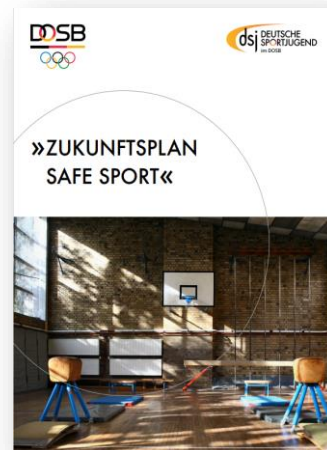 DOSB
dsj DEUTSCHE
SPORTJUGEND
im DOSB
»ZUKUNFTSPLAN
SAFE SPORT«